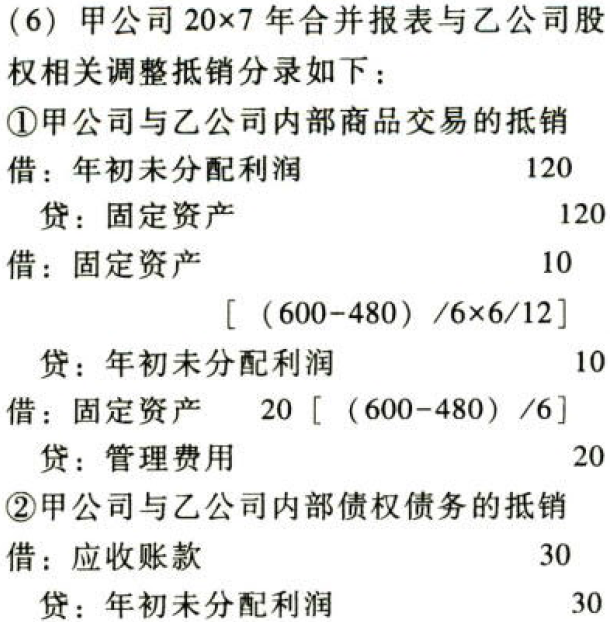 (6) 甲公司 20×7 年合并报表与乙公司股
权相关调整抵销分录如下：
①甲公司与乙公司内部商品交易的抵销
借：年初未分配利润 120
贷：固定资产 120
借：固定资产 10
[ (600-480) /6×6/12]
贷：年初未分配利润 10
借：固定资产 20 [ (600-480) /6]
贷：管理费用 20
②甲公司与乙公司内部债权债务的抵销
借：应收账款 30
贷：年初未分配利润 30